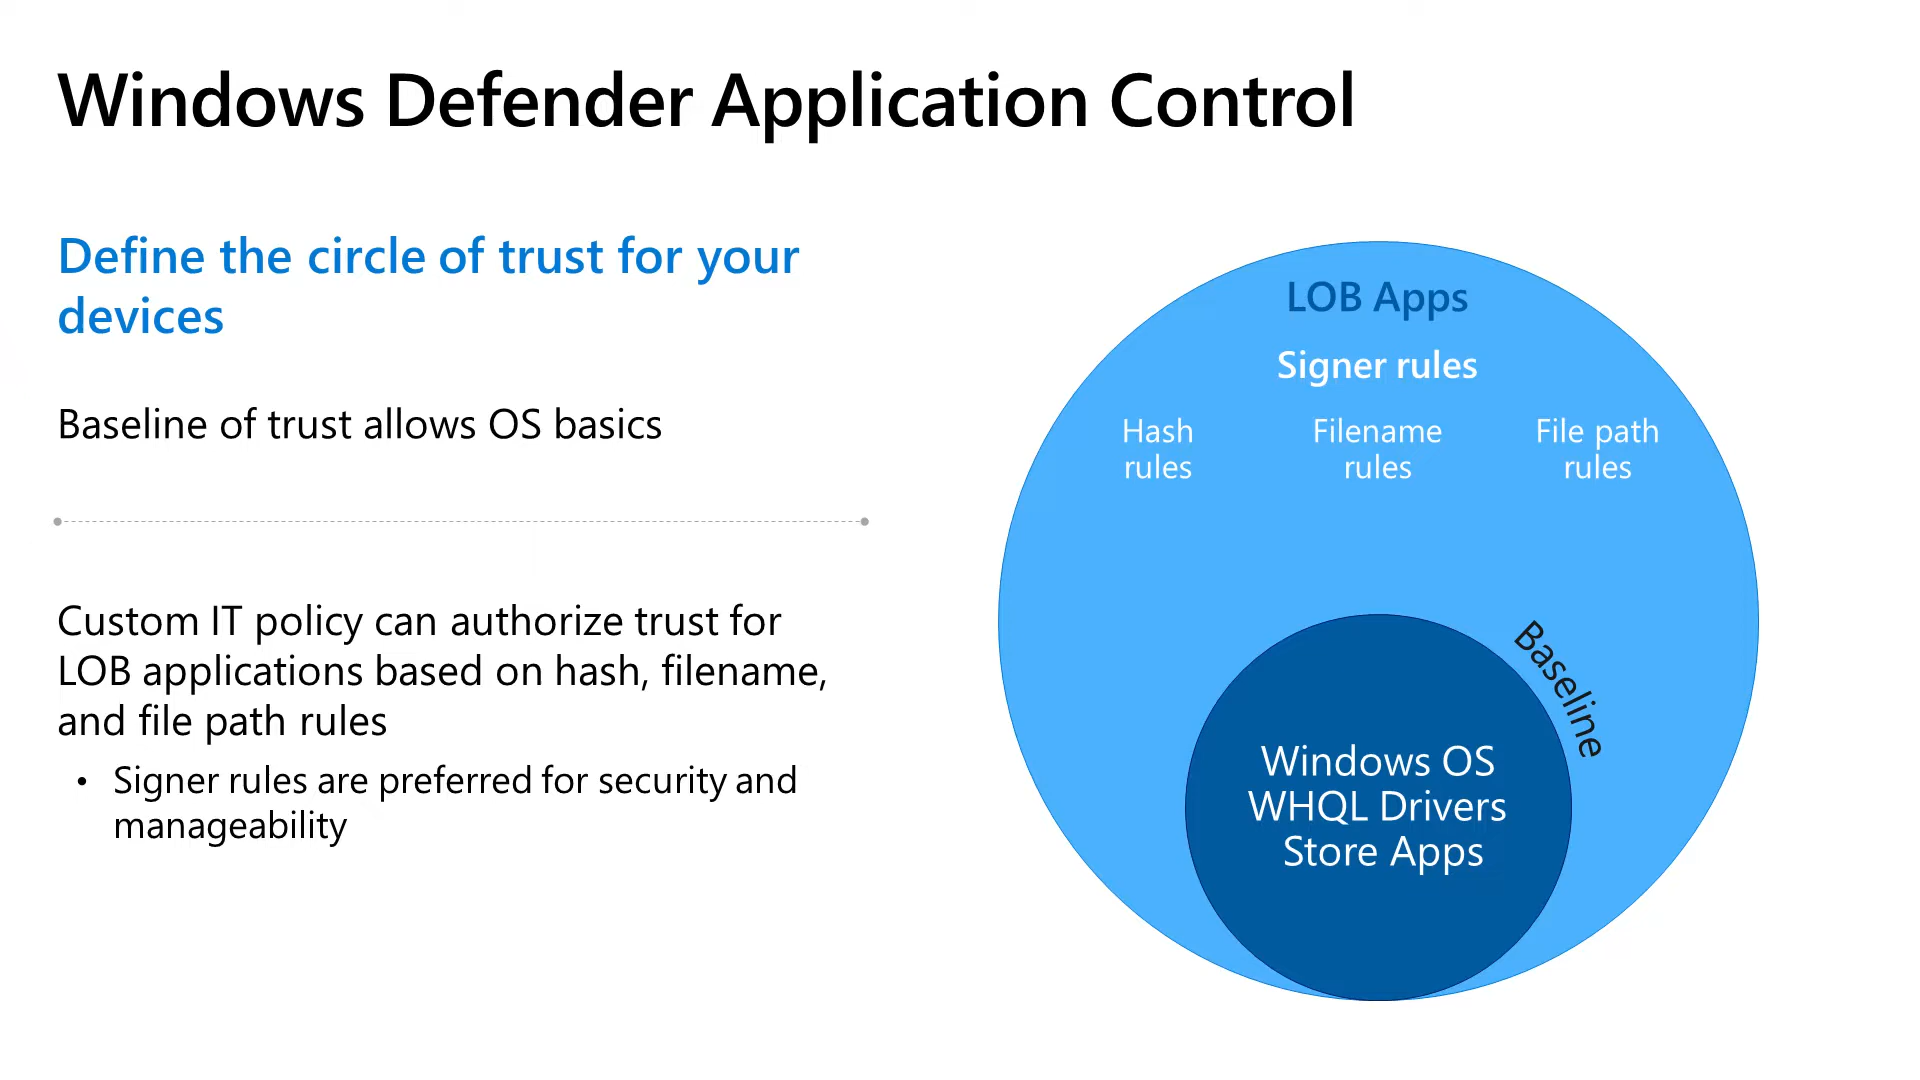 Windows Defender Application Control
Define the circle of trust for your
devices
Baseline of trust allows OS basics
Custom IT policy can authorize trust for
LOB applications based on hash, filename,
and file path rules
• Signer rules are preferred for security and
manageability
LOB Apps
Signer rules
Hash
rules
Filename
rules
File path
rules
Baseline
Windows OS
WHQL Drivers
Store Apps